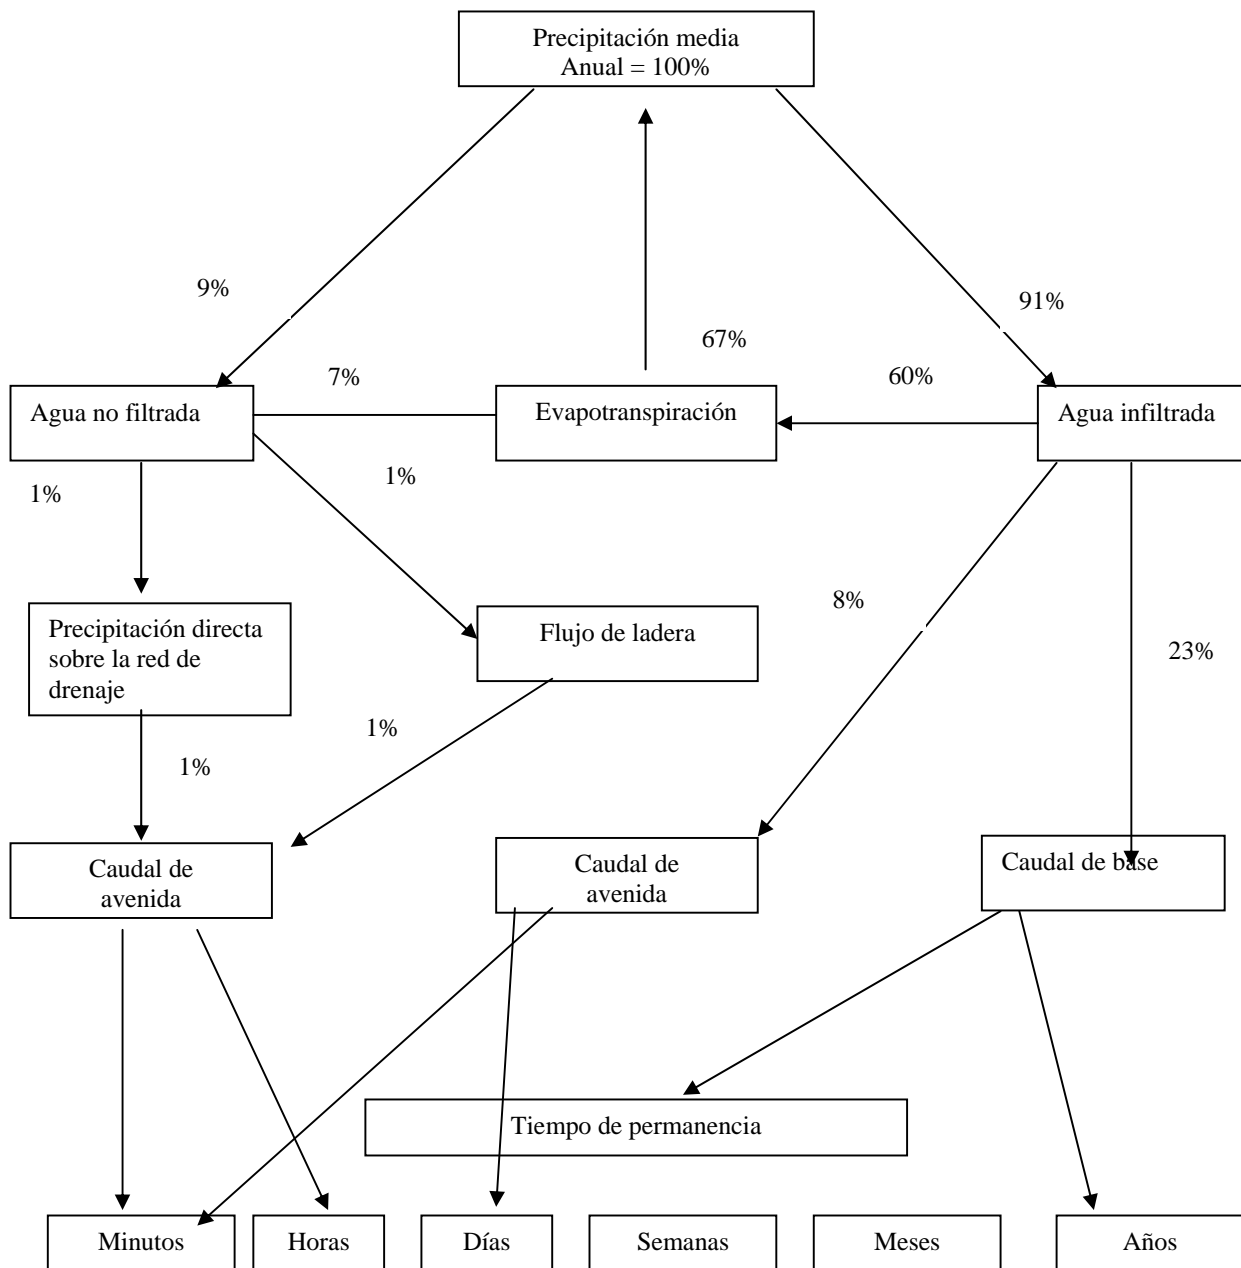 Precipitación media
Anual = 100%
9%
91%
67%
7%
60%
Agua no filtrada
Evapotranspiración
Agua infiltrada
1%
1%
8%
Precipitación directa
sobre la red de
drenaje
Flujo de ladera
23%
1%
1%
Caudal de
avenida
Caudal de
avenida
Caudal de base
Tiempo de permanencia
Minutos
Horas
Días
Semanas
Meses
Años